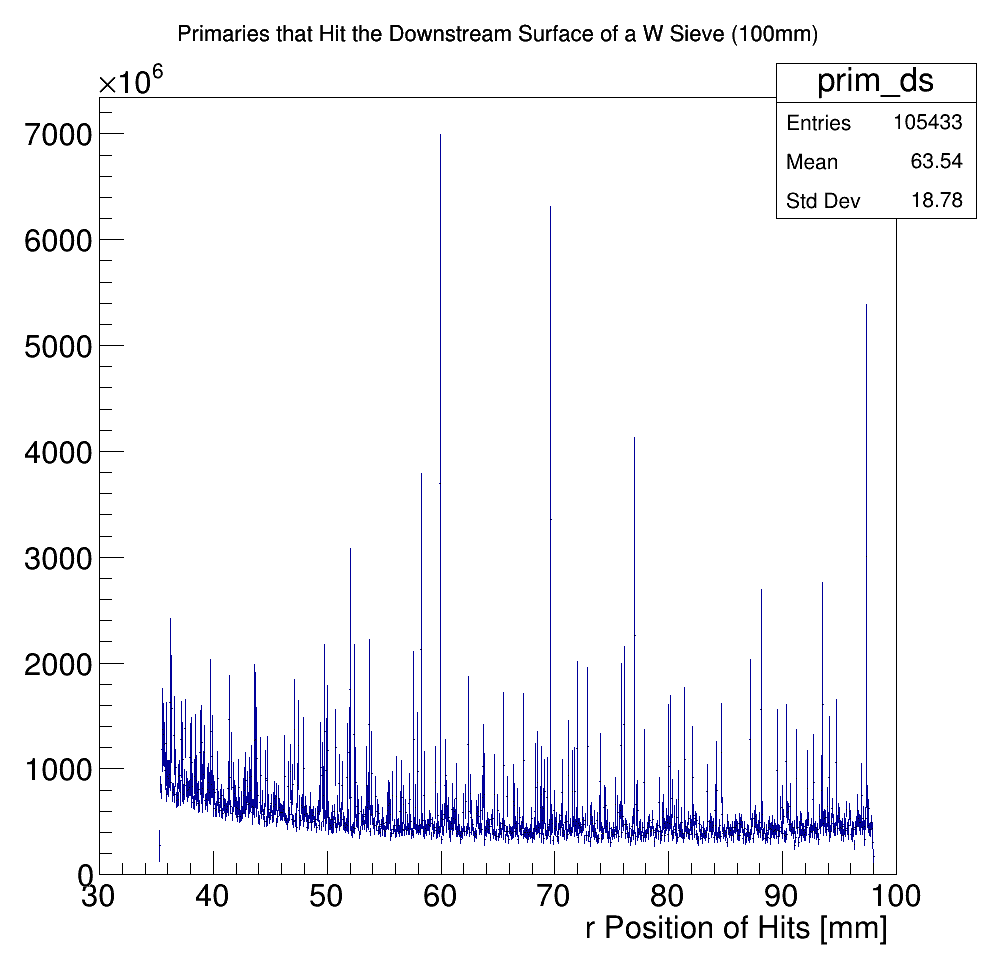 Primaries that Hit the Downstream Surface of a W Sieve (100mm)
×10^6
prim_ds
Entries 105433
Mean 63.54
Std Dev 18.78
7000
6000
5000
4000
3000
2000
1000
0
30 40 50 60 70 80 90 100
r Position of Hits [mm]